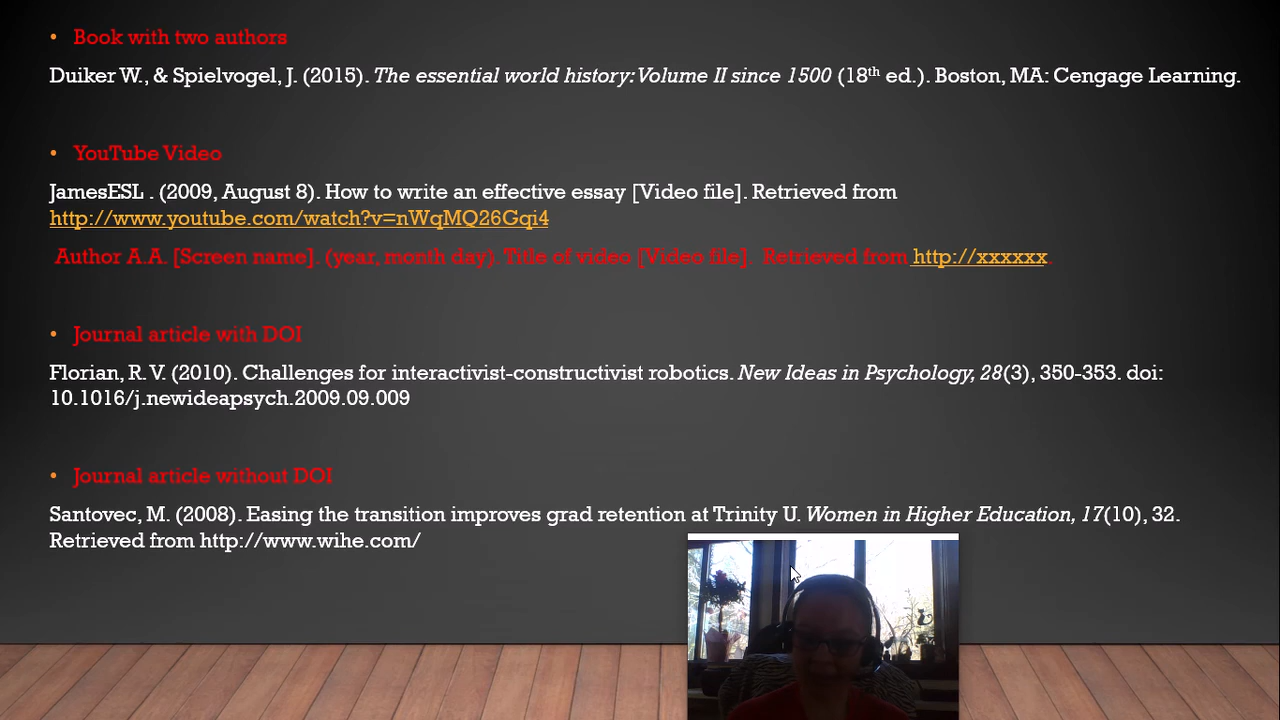 • Book with two authors
Duiker W., & Spielvogel, J. (2015). The essential world history: Volume II since 1500 (18th ed.). Boston, MA: Cengage Learning.
• YouTube Video
JamesESL . (2009, August 8). How to write an effective essay [Video file]. Retrieved from
http://www.youtube.com/watch?v=nWqMQ26Gqi4
Author A.A. [Screen name]. (year, month day). Title of video [Video file]. Retrieved from http://xxxxxx.
• Journal article with DOI
Florian, R. V. (2010). Challenges for interactivist-constructivist robotics. New Ideas in Psychology, 28(3), 350-353. doi:
10.1016/j.newideapsych.2009.09.009
• Journal article without DOI
Santovec, M. (2008). Easing the transition improves grad retention at Trinity U. Women in Higher Education, 17(10), 32.
Retrieved from http://www.wihe.com/